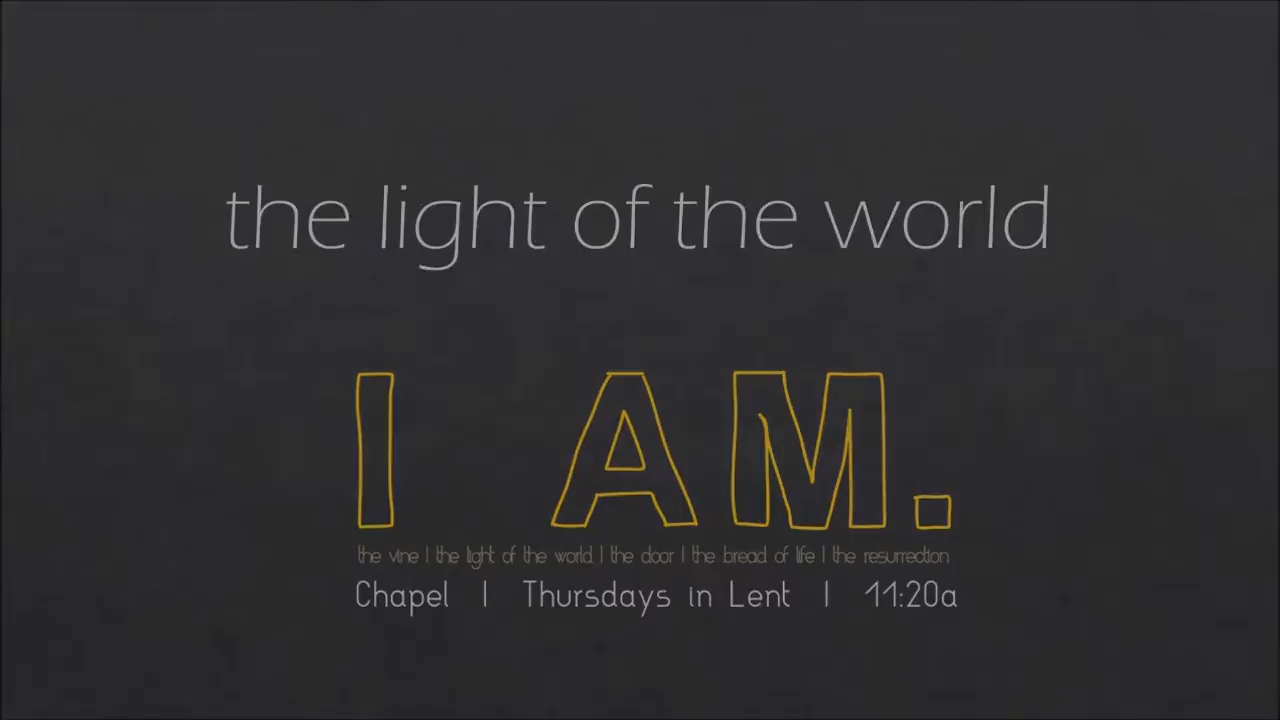 the light of the world
I AM.
the vine | the light of the world | the door | the bread of life | the resurrection
Chapel | Thursdays in Lent | 11:20a